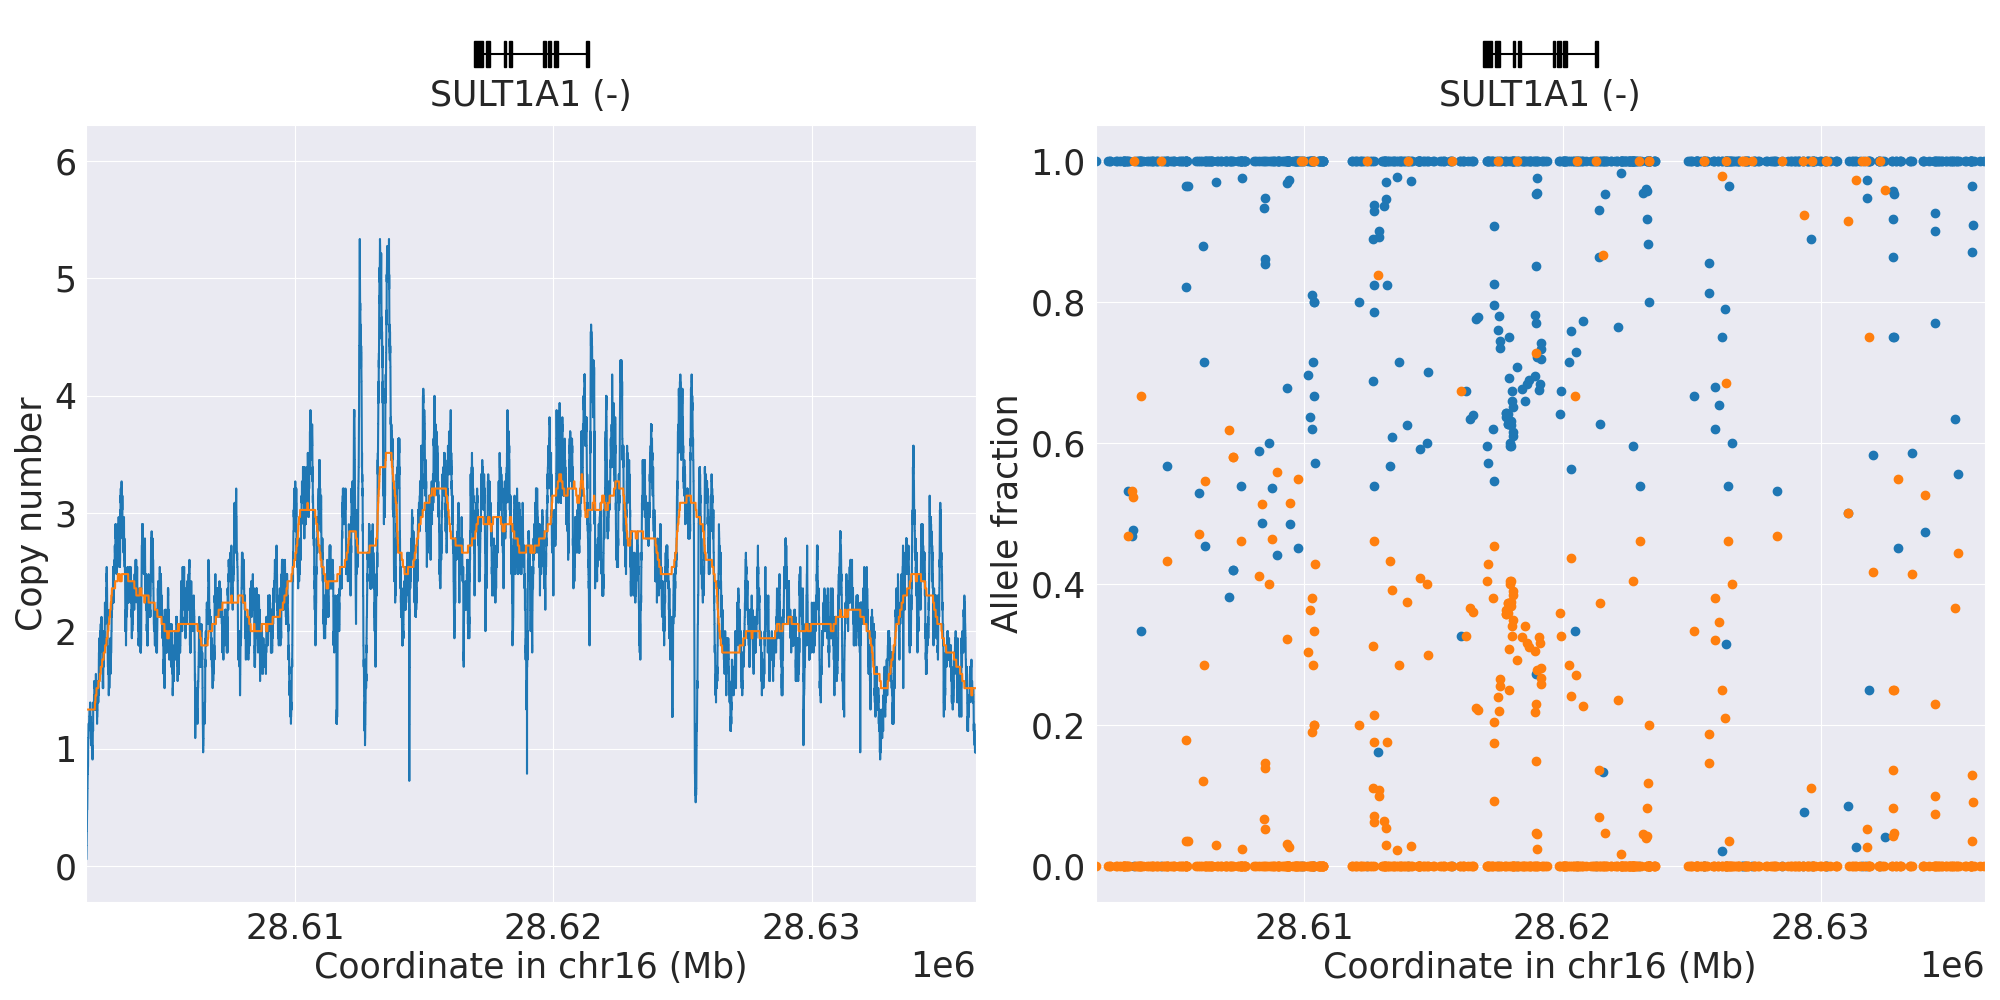 SULT1A1 (-)
Copy number
6
5
4
3
2
1
0
28.61
28.62
28.63
Coordinate in chr16 (Mb)
1e6
SULT1A1 (-)
Allele fraction
1.0
0.8
0.6
0.4
0.2
0.0
28.61
28.62
28.63
Coordinate in chr16 (Mb)
1e6